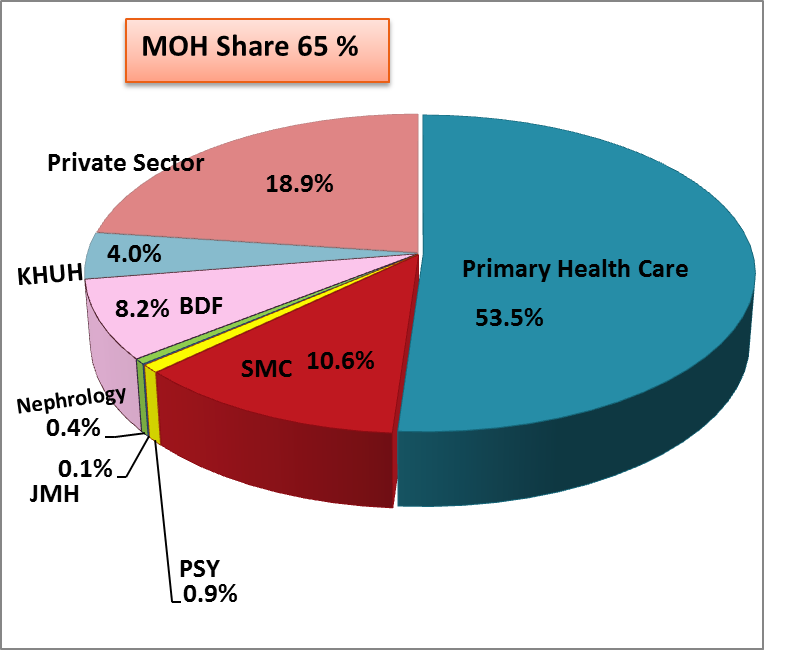 MOH Share 65 %
Private Sector
18.9%
KHUH
4.0%
Primary Health Care
53.5%
8.2% BDF
SMC 10.6%
Nephrology
0.4%
0.1%
JMH
PSY
0.9%